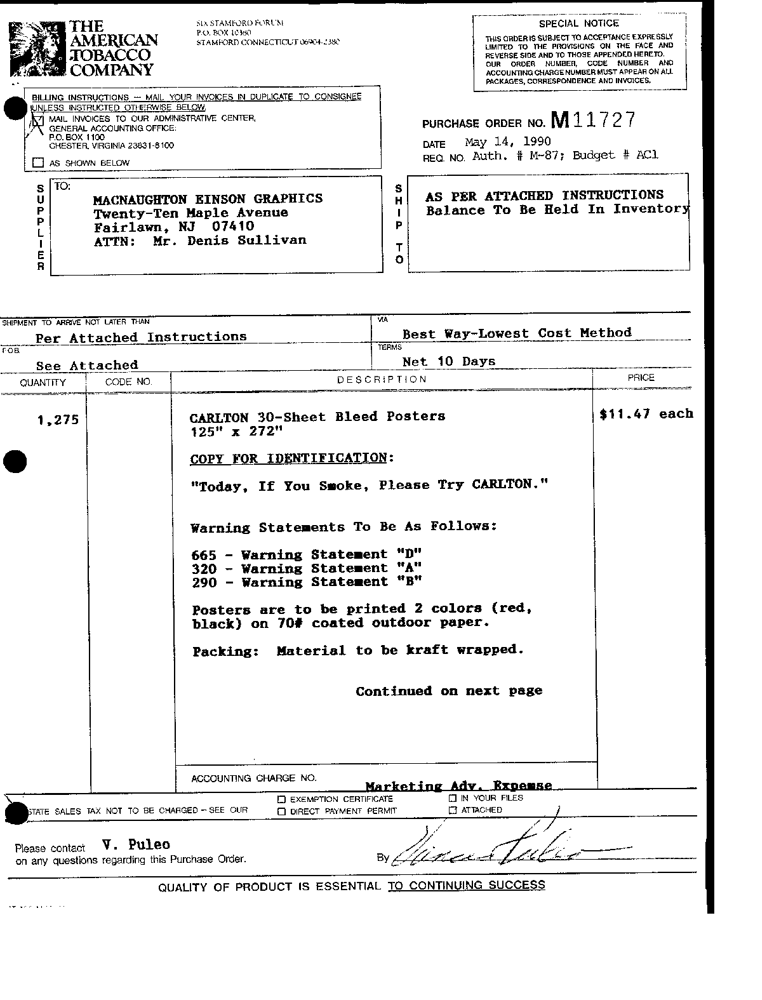 THE
AMERICAN
TOBACCO
COMPANY
SIX STAMFORD FORUM
P.O. BOX 10380
STAMFORD CONNECTICUT 06904-2380
SPECIAL NOTICE
THIS ORDER IS SUBJECT TO ACCEPTANCE EXPRESSLY
LIMITED TO THE PROVISIONS ON THE FACE AND
REVERSE SIDE AND TO THOSE APPENDED HERETO.
OUR ORDER NUMBER, CODE NUMBER AND
ACCOUNTING CHARGE NUMBER MUST APPEAR ON ALL
PACKAGES, CORRESPONDENCE AND INVOICES.
BILLING INSTRUCTIONS — MAIL YOUR INVOICES IN DUPLICATE TO CONSIGNEE
UNLESS INSTRUCTED OTHERWISE BELOW.
MAIL INVOICES TO OUR ADMINISTRATIVE CENTER,
GENERAL ACCOUNTING OFFICE:
P.O. BOX 1100
CHESTER, VIRGINIA 23831-8100
AS SHOWN BELOW
PURCHASE ORDER NO. M11727
DATE May 14, 1990
REQ. NO. Auth. # M-87; Budget # AC1
SUPPLIER
TO:
MACNAUGHTON EINSON GRAPHICS
Twenty-Ten Maple Avenue
Fairlawn, NJ 07410
ATTN: Mr. Denis Sullivan
SHIP TO
AS PER ATTACHED INSTRUCTIONS
Balance To Be Held In Inventory
SHIPMENT TO ARRIVE NOT LATER THAN
Per Attached Instructions
VIA
Best Way-Lowest Cost Method
F.O.B.
See Attached
TERMS
Net 10 Days
QUANTITY CODE NO. DESCRIPTION PRICE
1,275 CARLTON 30-Sheet Bleed Posters $11.47 each
125" x 272"
COPY FOR IDENTIFICATION:
"Today, If You Smoke, Please Try CARLTON."
Warning Statements To Be As Follows:
665 - Warning Statement "D"
320 - Warning Statement "A"
290 - Warning Statement "B"
Posters are to be printed 2 colors (red,
black) on 70# coated outdoor paper.
Packing: Material to be kraft wrapped.
Continued on next page
ACCOUNTING CHARGE NO.
Marketing Adv. Expense
STATE SALES TAX NOT TO BE CHARGED – SEE OUR
EXEMPTION CERTIFICATE
DIRECT PAYMENT PERMIT
IN YOUR FILES
ATTACHED
Please contact V. Puleo
on any questions regarding this Purchase Order.
By
QUALITY OF PRODUCT IS ESSENTIAL TO CONTINUING SUCCESS